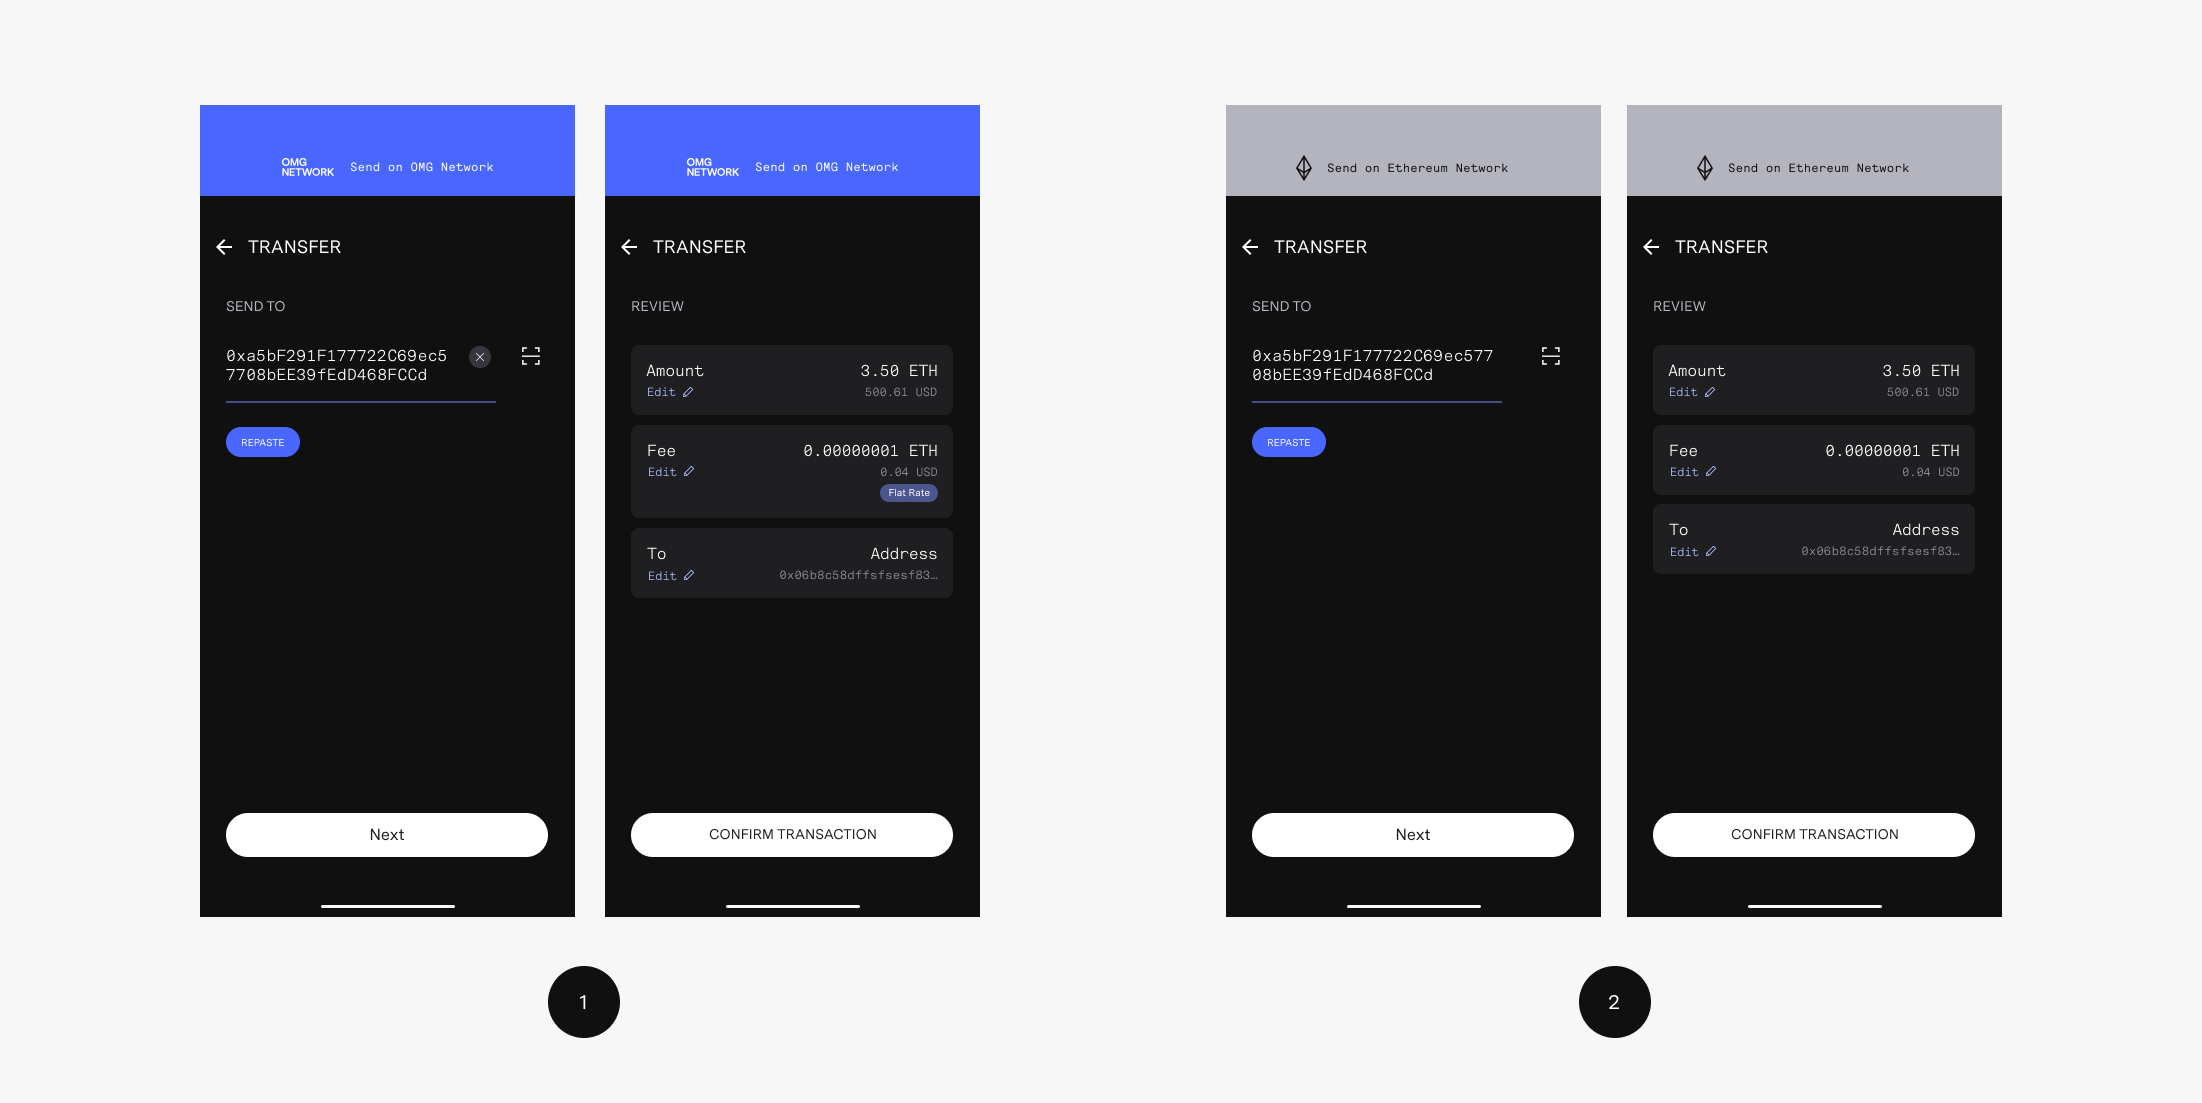 OMG
NETWORK
Send on OMG Network
TRANSFER
SEND TO
0xa5bF291F177722C69ec5
7708bEE39fEdD468FCCd
REPASTE
Next
OMG
NETWORK
Send on OMG Network
TRANSFER
REVIEW
Amount 3.50 ETH
Edit 500.61 USD
Fee 0.00000001 ETH
Edit 0.04 USD
Flat Rate
To Address
Edit 0x06b8c58dffsfsesf83…
CONFIRM TRANSACTION
1
Send on Ethereum Network
TRANSFER
SEND TO
0xa5bF291F177722C69ec577
08bEE39fEdD468FCCd
REPASTE
Next
Send on Ethereum Network
TRANSFER
REVIEW
Amount 3.50 ETH
Edit 500.61 USD
Fee 0.00000001 ETH
Edit 0.04 USD
To Address
Edit 0x06b8c58dffsfsesf83…
CONFIRM TRANSACTION
2